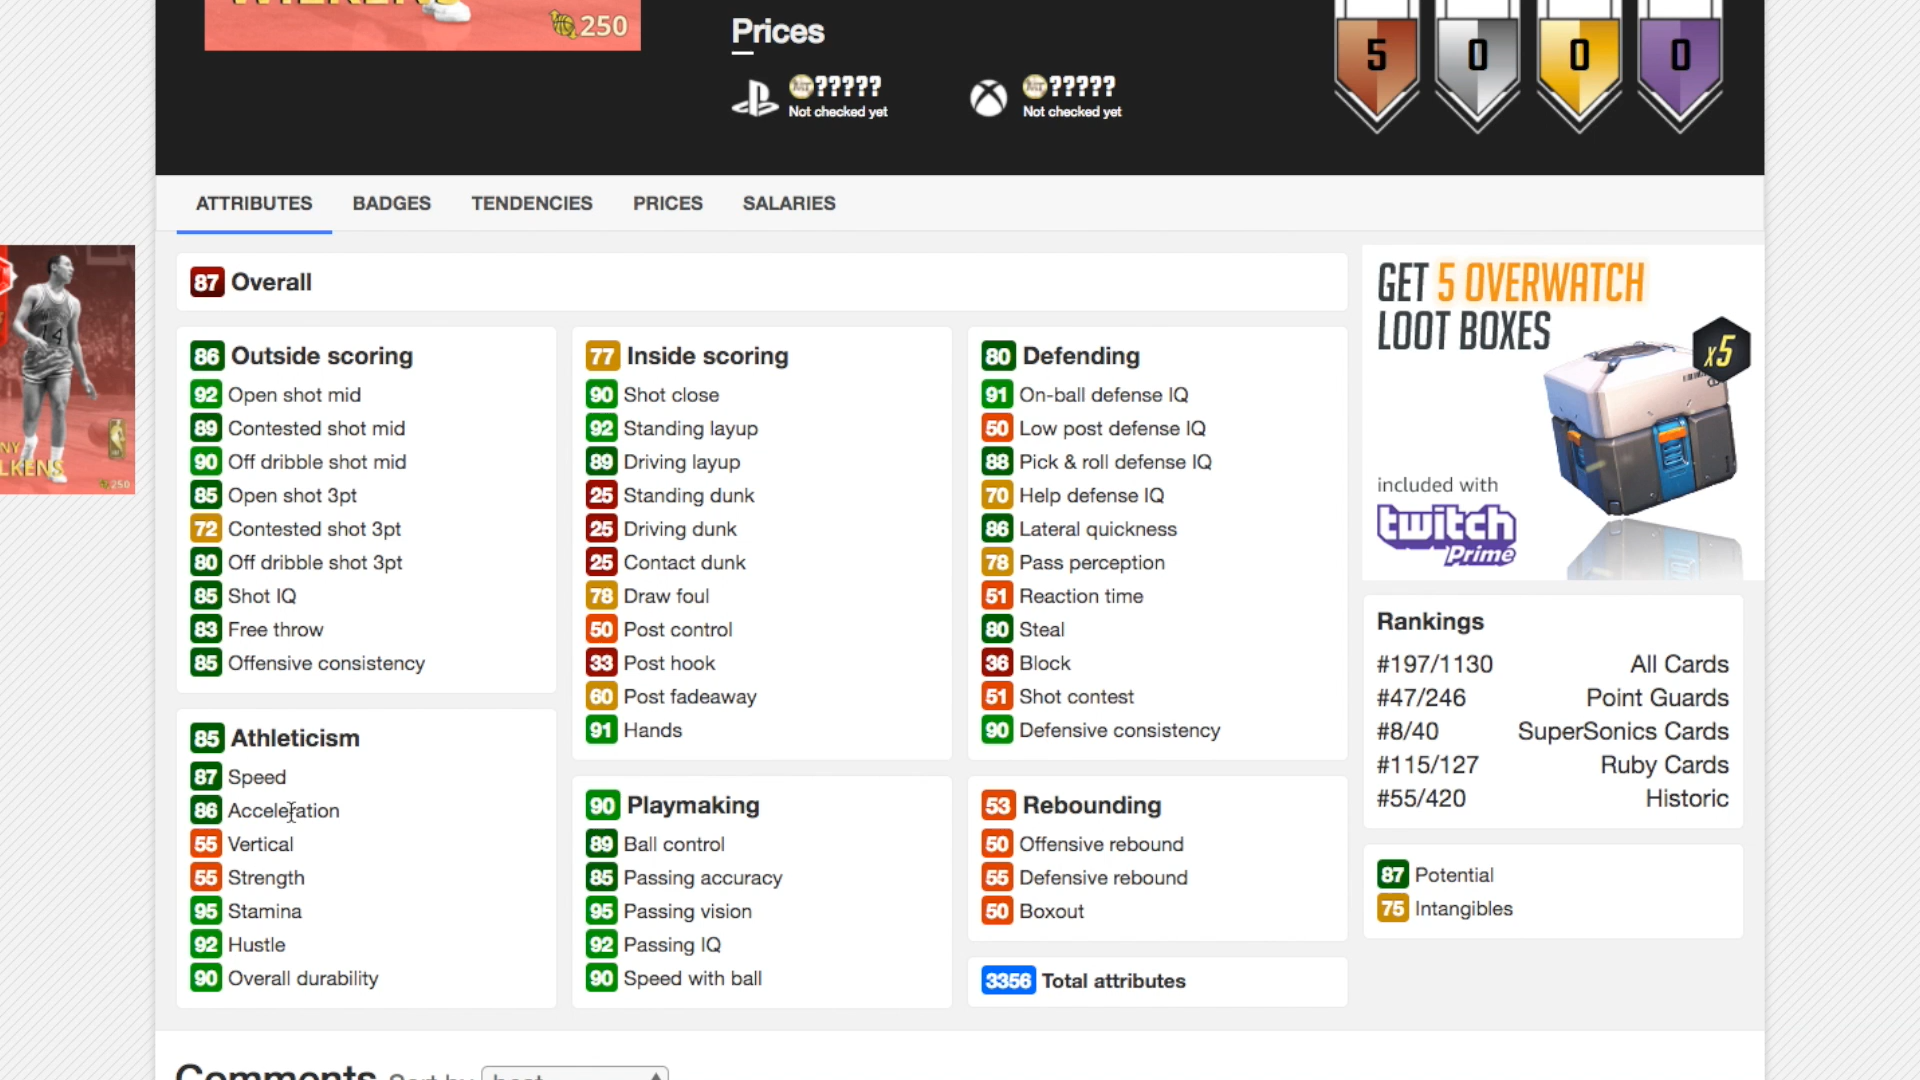 WILKENS
250
Prices
?????
Not checked yet
?????
Not checked yet
5
0
0
0
ATTRIBUTES
BADGES
TENDENCIES
PRICES
SALARIES
14
LKENS
250
87 Overall
86 Outside scoring
92 Open shot mid
89 Contested shot mid
90 Off dribble shot mid
85 Open shot 3pt
72 Contested shot 3pt
80 Off dribble shot 3pt
85 Shot IQ
83 Free throw
85 Offensive consistency
85 Athleticism
87 Speed
86 Acceleration
55 Vertical
55 Strength
95 Stamina
92 Hustle
90 Overall durability
77 Inside scoring
90 Shot close
92 Standing layup
89 Driving layup
25 Standing dunk
25 Driving dunk
25 Contact dunk
78 Draw foul
50 Post control
33 Post hook
60 Post fadeaway
91 Hands
90 Playmaking
89 Ball control
85 Passing accuracy
95 Passing vision
92 Passing IQ
90 Speed with ball
80 Defending
91 On-ball defense IQ
50 Low post defense IQ
88 Pick & roll defense IQ
70 Help defense IQ
86 Lateral quickness
78 Pass perception
51 Reaction time
80 Steal
36 Block
51 Shot contest
90 Defensive consistency
53 Rebounding
50 Offensive rebound
55 Defensive rebound
50 Boxout
3356 Total attributes
GET 5 OVERWATCH
LOOT BOXES
x5
included with
twitch
Prime
Rankings
#197/1130 All Cards
#47/246 Point Guards
#8/40 SuperSonics Cards
#115/127 Ruby Cards
#55/420 Historic
87 Potential
75 Intangibles
Comments Sort by best